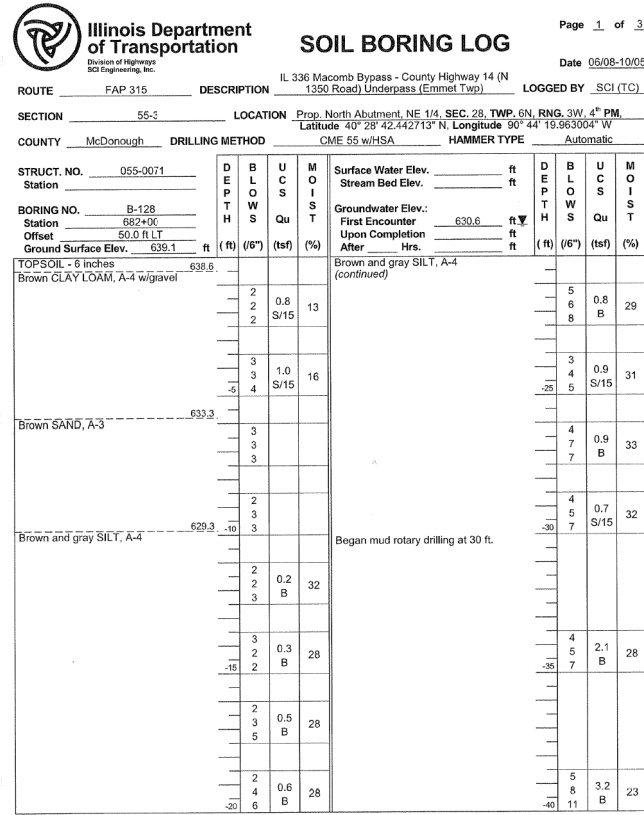 Illinois Department
of Transportation
Division of Highways
SCI Engineering, Inc.
SOIL BORING LOG
Page 1 of 3
Date 06/08-10/05
ROUTE FAP 315 DESCRIPTION IL 336 Macomb Bypass - County Highway 14 (N
1350 Road) Underpass (Emmet Twp) LOGGED BY SCI (TC)
SECTION 55-3 LOCATION Prop. North Abutment, NE 1/4, SEC. 28, TWP. 6N, RNG. 3W, 4th PM,
Latitude 40° 28' 42.442713" N, Longitude 90° 44' 19.963004" W
COUNTY McDonough DRILLING METHOD CME 55 w/HSA HAMMER TYPE Automatic
STRUCT. NO. 055-0071
Station
BORING NO. B-128
Station 682+00
Offset 50.0 ft LT
Ground Surface Elev. 639.1 ft
DEPTH (ft)
BLOWS (/6")
UCS Qu (tsf)
MOIST (%)
Surface Water Elev. ft
Stream Bed Elev. ft
Groundwater Elev.:
First Encounter 630.6 ft ▼
Upon Completion ft
After Hrs. ft
DEPTH (ft)
BLOWS (/6")
UCS Qu (tsf)
MOIST (%)
TOPSOIL - 6 inches 638.6
Brown CLAY LOAM, A-4 w/gravel
2
2 0.8 13
2 S/15
3
3 1.0 16
-5 4 S/15
633.3
Brown SAND, A-3
3
3
3
2
3
629.3 -10 3
Brown and gray SILT, A-4
2
2 0.2 32
3 B
3
2 0.3 28
-15 2 B
2
3 0.5 28
5 B
2
4 0.6 28
-20 6 B
Brown and gray SILT, A-4
(continued)
5
6 0.8 29
8 B
3
4 0.9 31
-25 5 S/15
4
7 0.9 33
7 B
4
5 0.7 32
-30 7 S/15
Began mud rotary drilling at 30 ft.
4
5 2.1 28
-35 7 B
5
8 3.2 23
-40 11 B